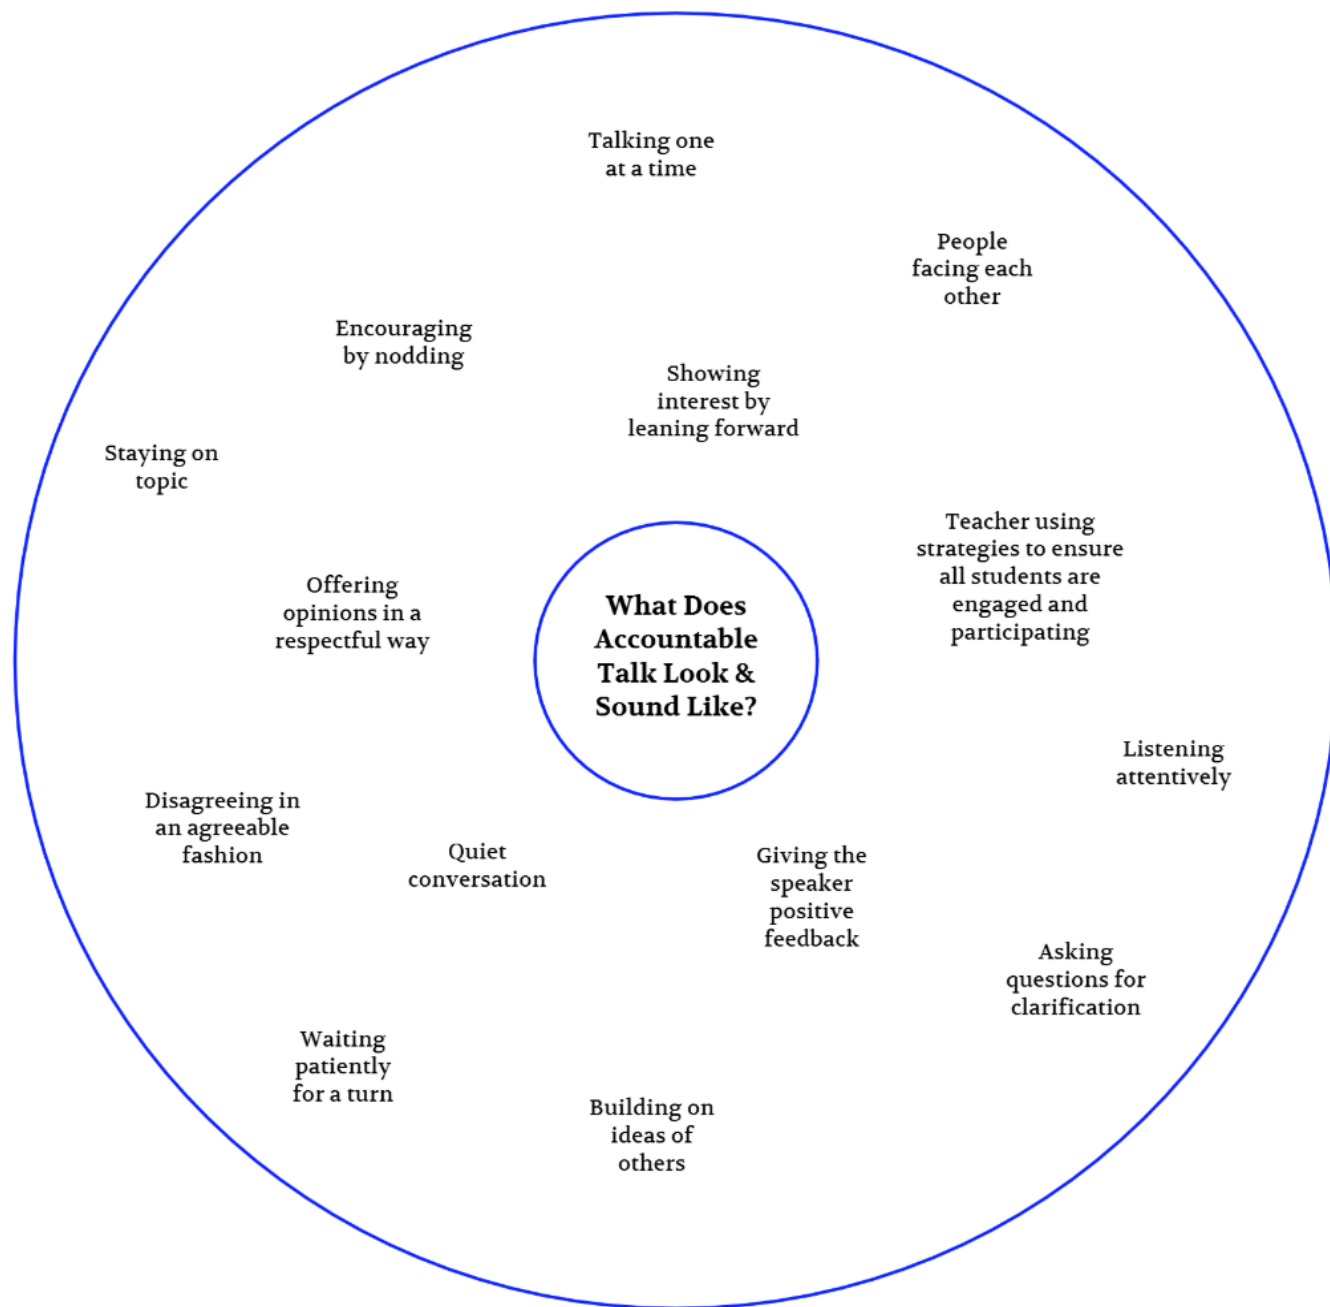 Talking one
at a time
People
facing each
other
Encouraging
by nodding
Showing
interest by
leaning forward
Staying on
topic
Teacher using
strategies to ensure
all students are
engaged and
participating
Offering
opinions in a
respectful way
What Does
Accountable
Talk Look &
Sound Like?
Listening
attentively
Disagreeing in
an agreeable
fashion
Quiet
conversation
Giving the
speaker
positive
feedback
Asking
questions for
clarification
Waiting
patiently
for a turn
Building on
ideas of
others